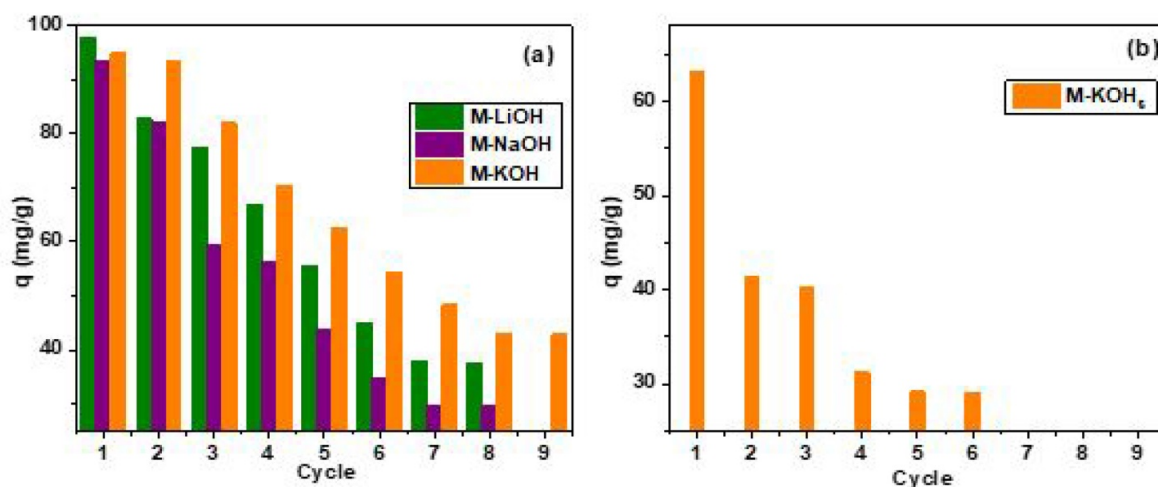 (a)
M-LiOH
M-NaOH
M-KOH
q (mg/g)
100
80
60
40
1 2 3 4 5 6 7 8 9
Cycle
(b)
M-KOH₆
q (mg/g)
60
50
40
30
1 2 3 4 5 6 7 8 9
Cycle